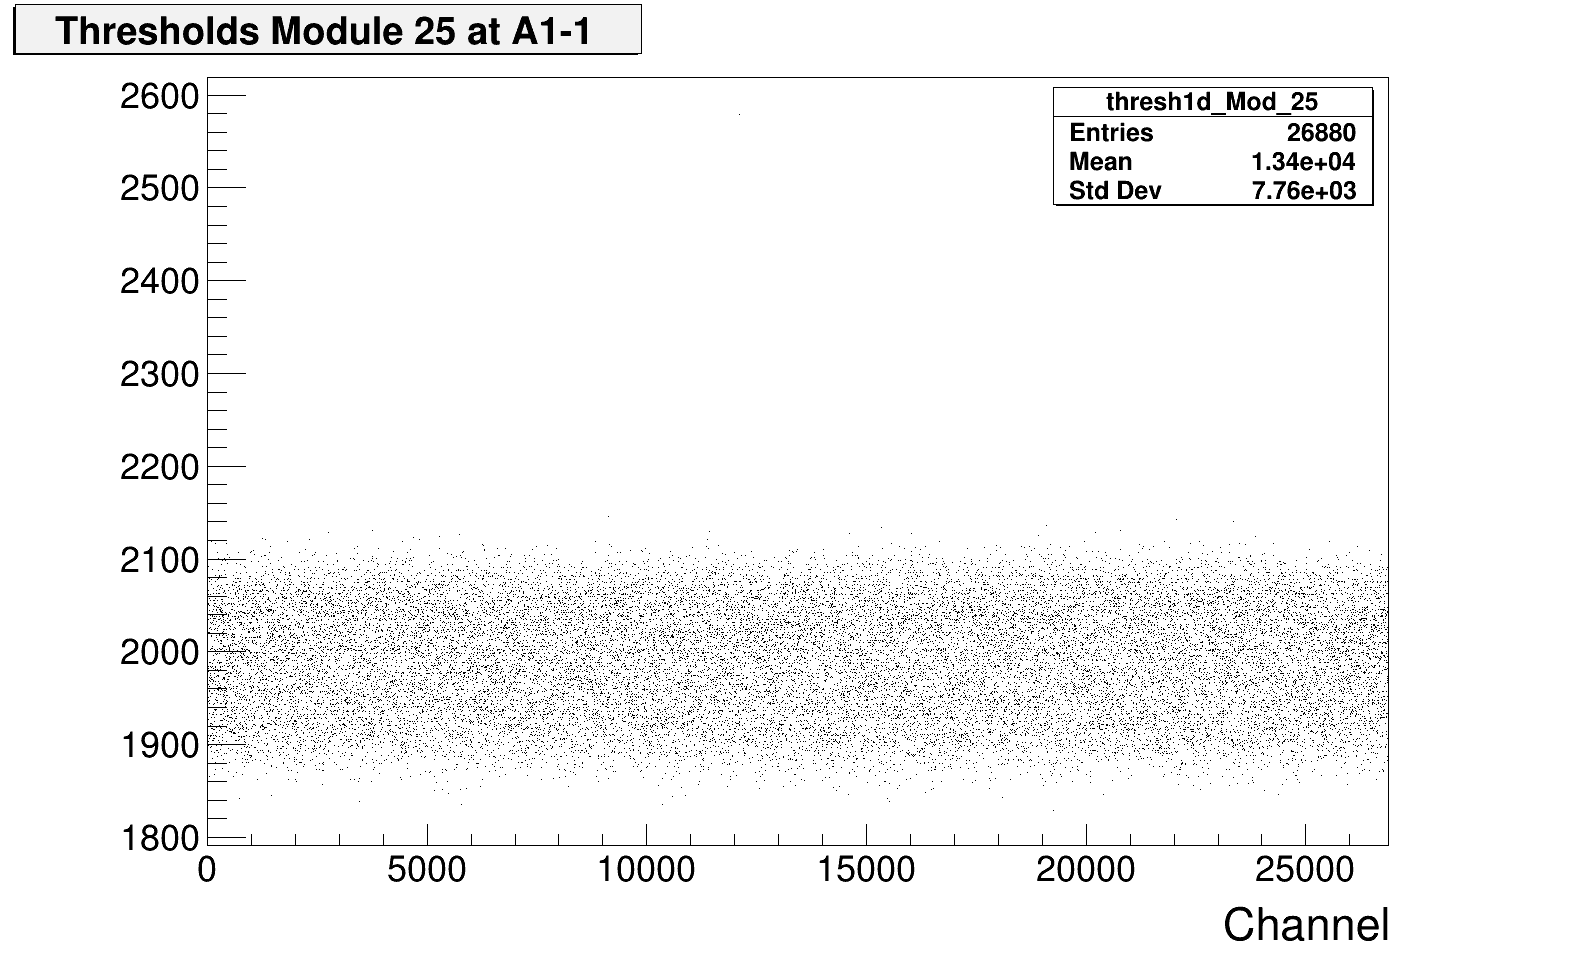 Thresholds Module 25 at A1-1
thresh1d_Mod_25
Entries 26880
Mean 1.34e+04
Std Dev 7.76e+03
2600
2500
2400
2300
2200
2100
2000
1900
1800
0 5000 10000 15000 20000 25000
Channel